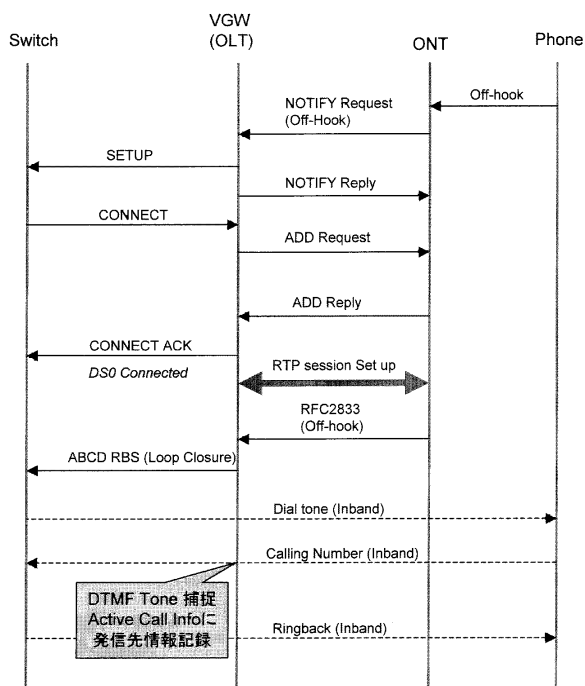 Switch
VGW
(OLT)
ONT
Phone
Off-hook
NOTIFY Request
(Off-Hook)
SETUP
NOTIFY Reply
CONNECT
ADD Request
ADD Reply
CONNECT ACK
DS0 Connected
RTP session Set up
RFC2833
(Off-hook)
ABCD RBS (Loop Closure)
Dial tone (Inband)
Calling Number (Inband)
DTMF Tone 捕捉
Active Call Infoに
発信先情報記録
Ringback (Inband)